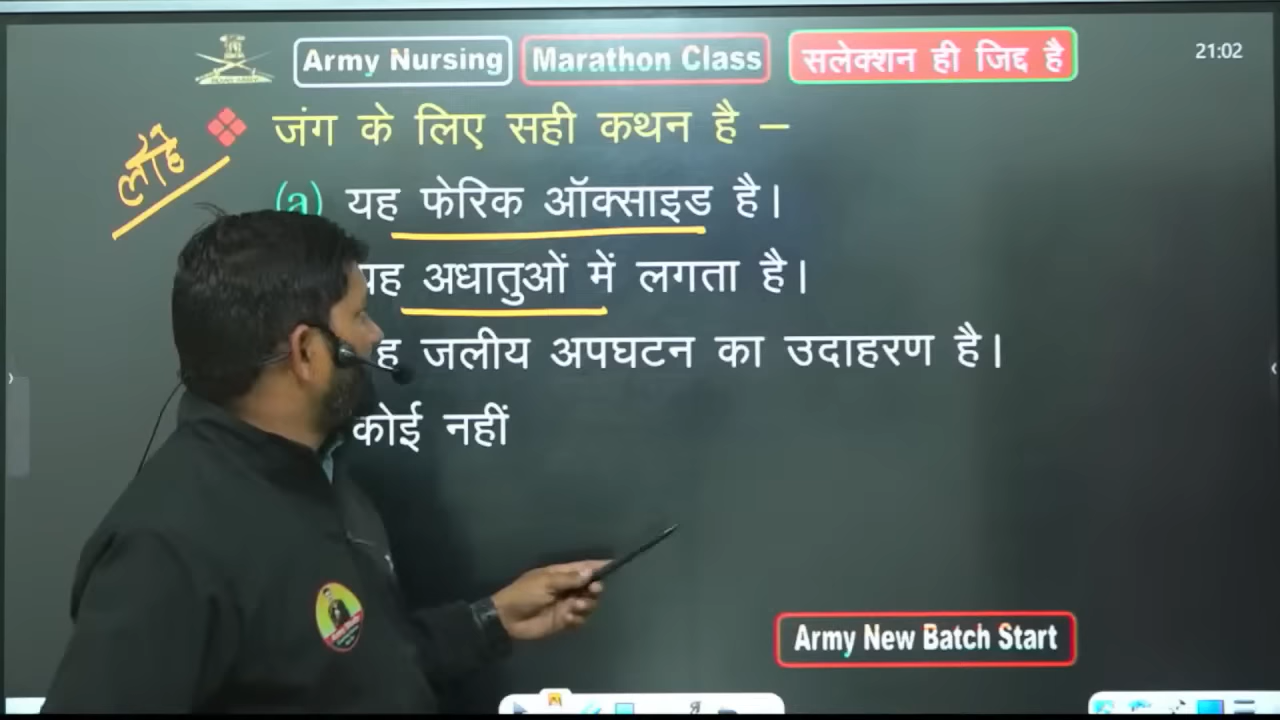 Army Nursing Marathon Class सलेक्शन ही जिद्द है 21:02
लोहे
जंग के लिए सही कथन है –
(a) यह फेरिक ऑक्साइड है।
यह अधातुओं में लगता है।
जलीय अपघटन का उदाहरण है।
कोई नहीं
Army New Batch Start